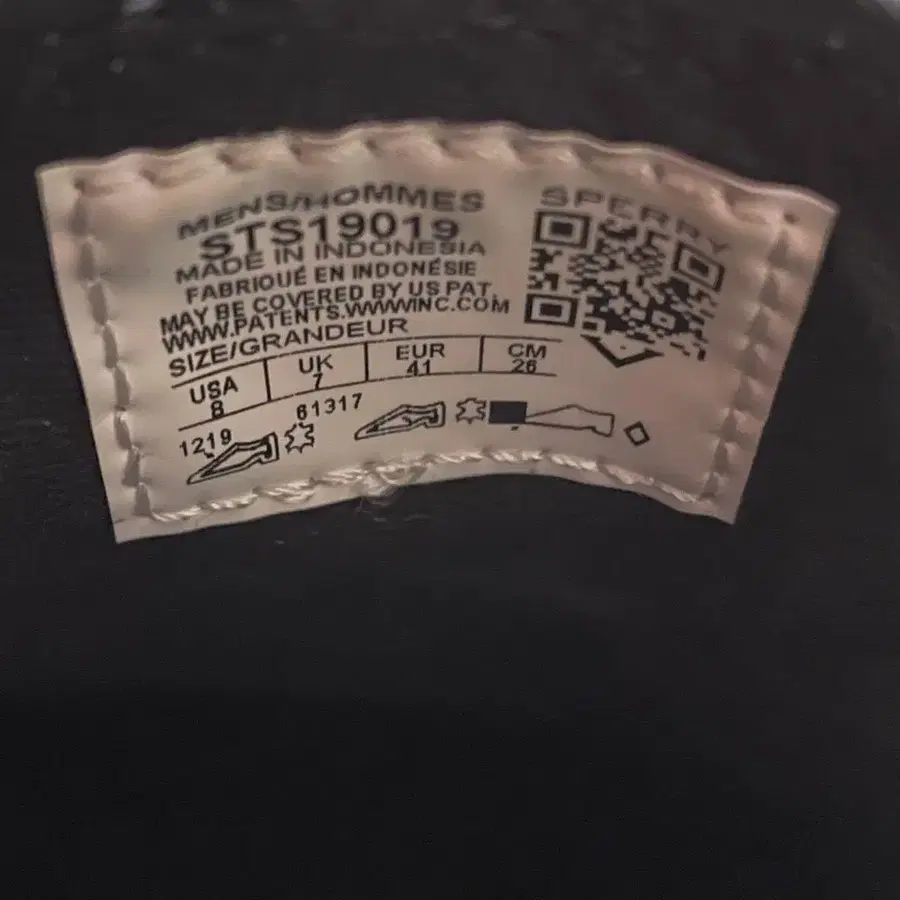 MENS/HOMMES
STS19019
MADE IN INDONESIA
FABRIQUÉ EN INDONÉSIE
MAY BE COVERED BY US PAT.
WWW.PATENTS.WWWINC.COM
SIZE/GRANDEUR
USA UK EUR CM
8 7 41 26
1219 61317
SPERRY